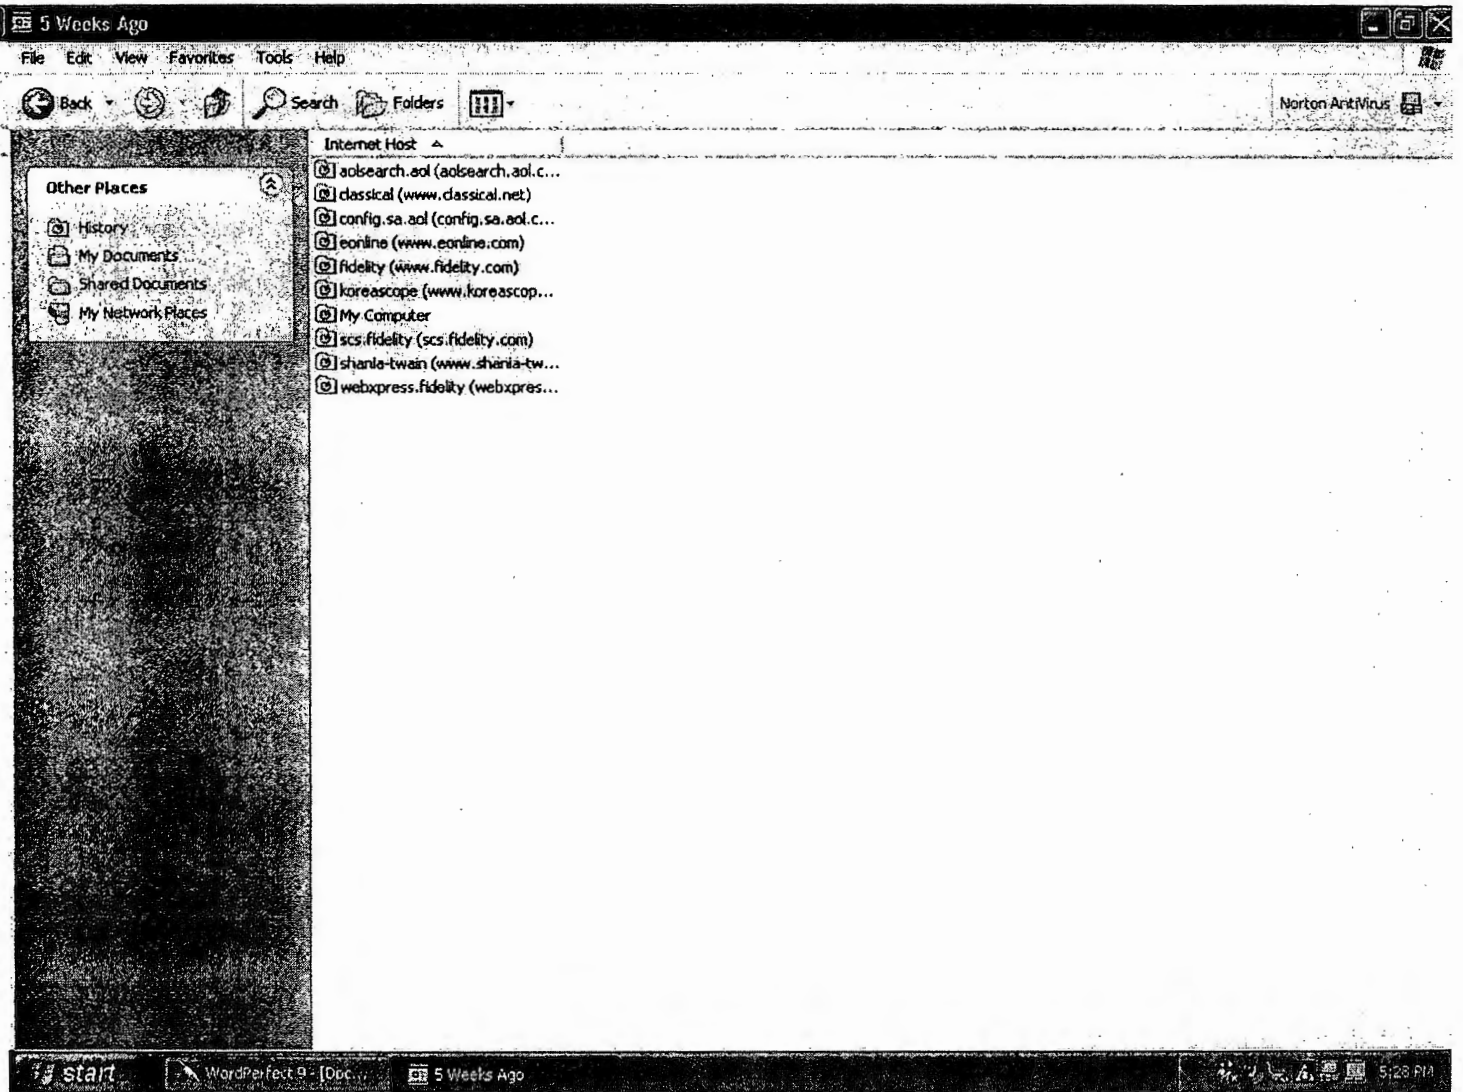 5 Weeks Ago
File Edit View Favorites Tools Help
Back Search Folders Norton AntiVirus
Internet Host
Other Places
History
My Documents
Shared Documents
My Network Places
aolsearch.aol (aolsearch.aol.c...
classical (www.classical.net)
config.sa.aol (config.sa.aol.c...
eonline (www.eonline.com)
fidelity (www.fidelity.com)
koreascope (www.koreascop...
My Computer
scs.fidelity (scs.fidelity.com)
shania-twain (www.shania-tw...
webxpress.fidelity (webxpres...
start WordPerfect 9 - [Doc... 5 Weeks Ago 5:28 PM